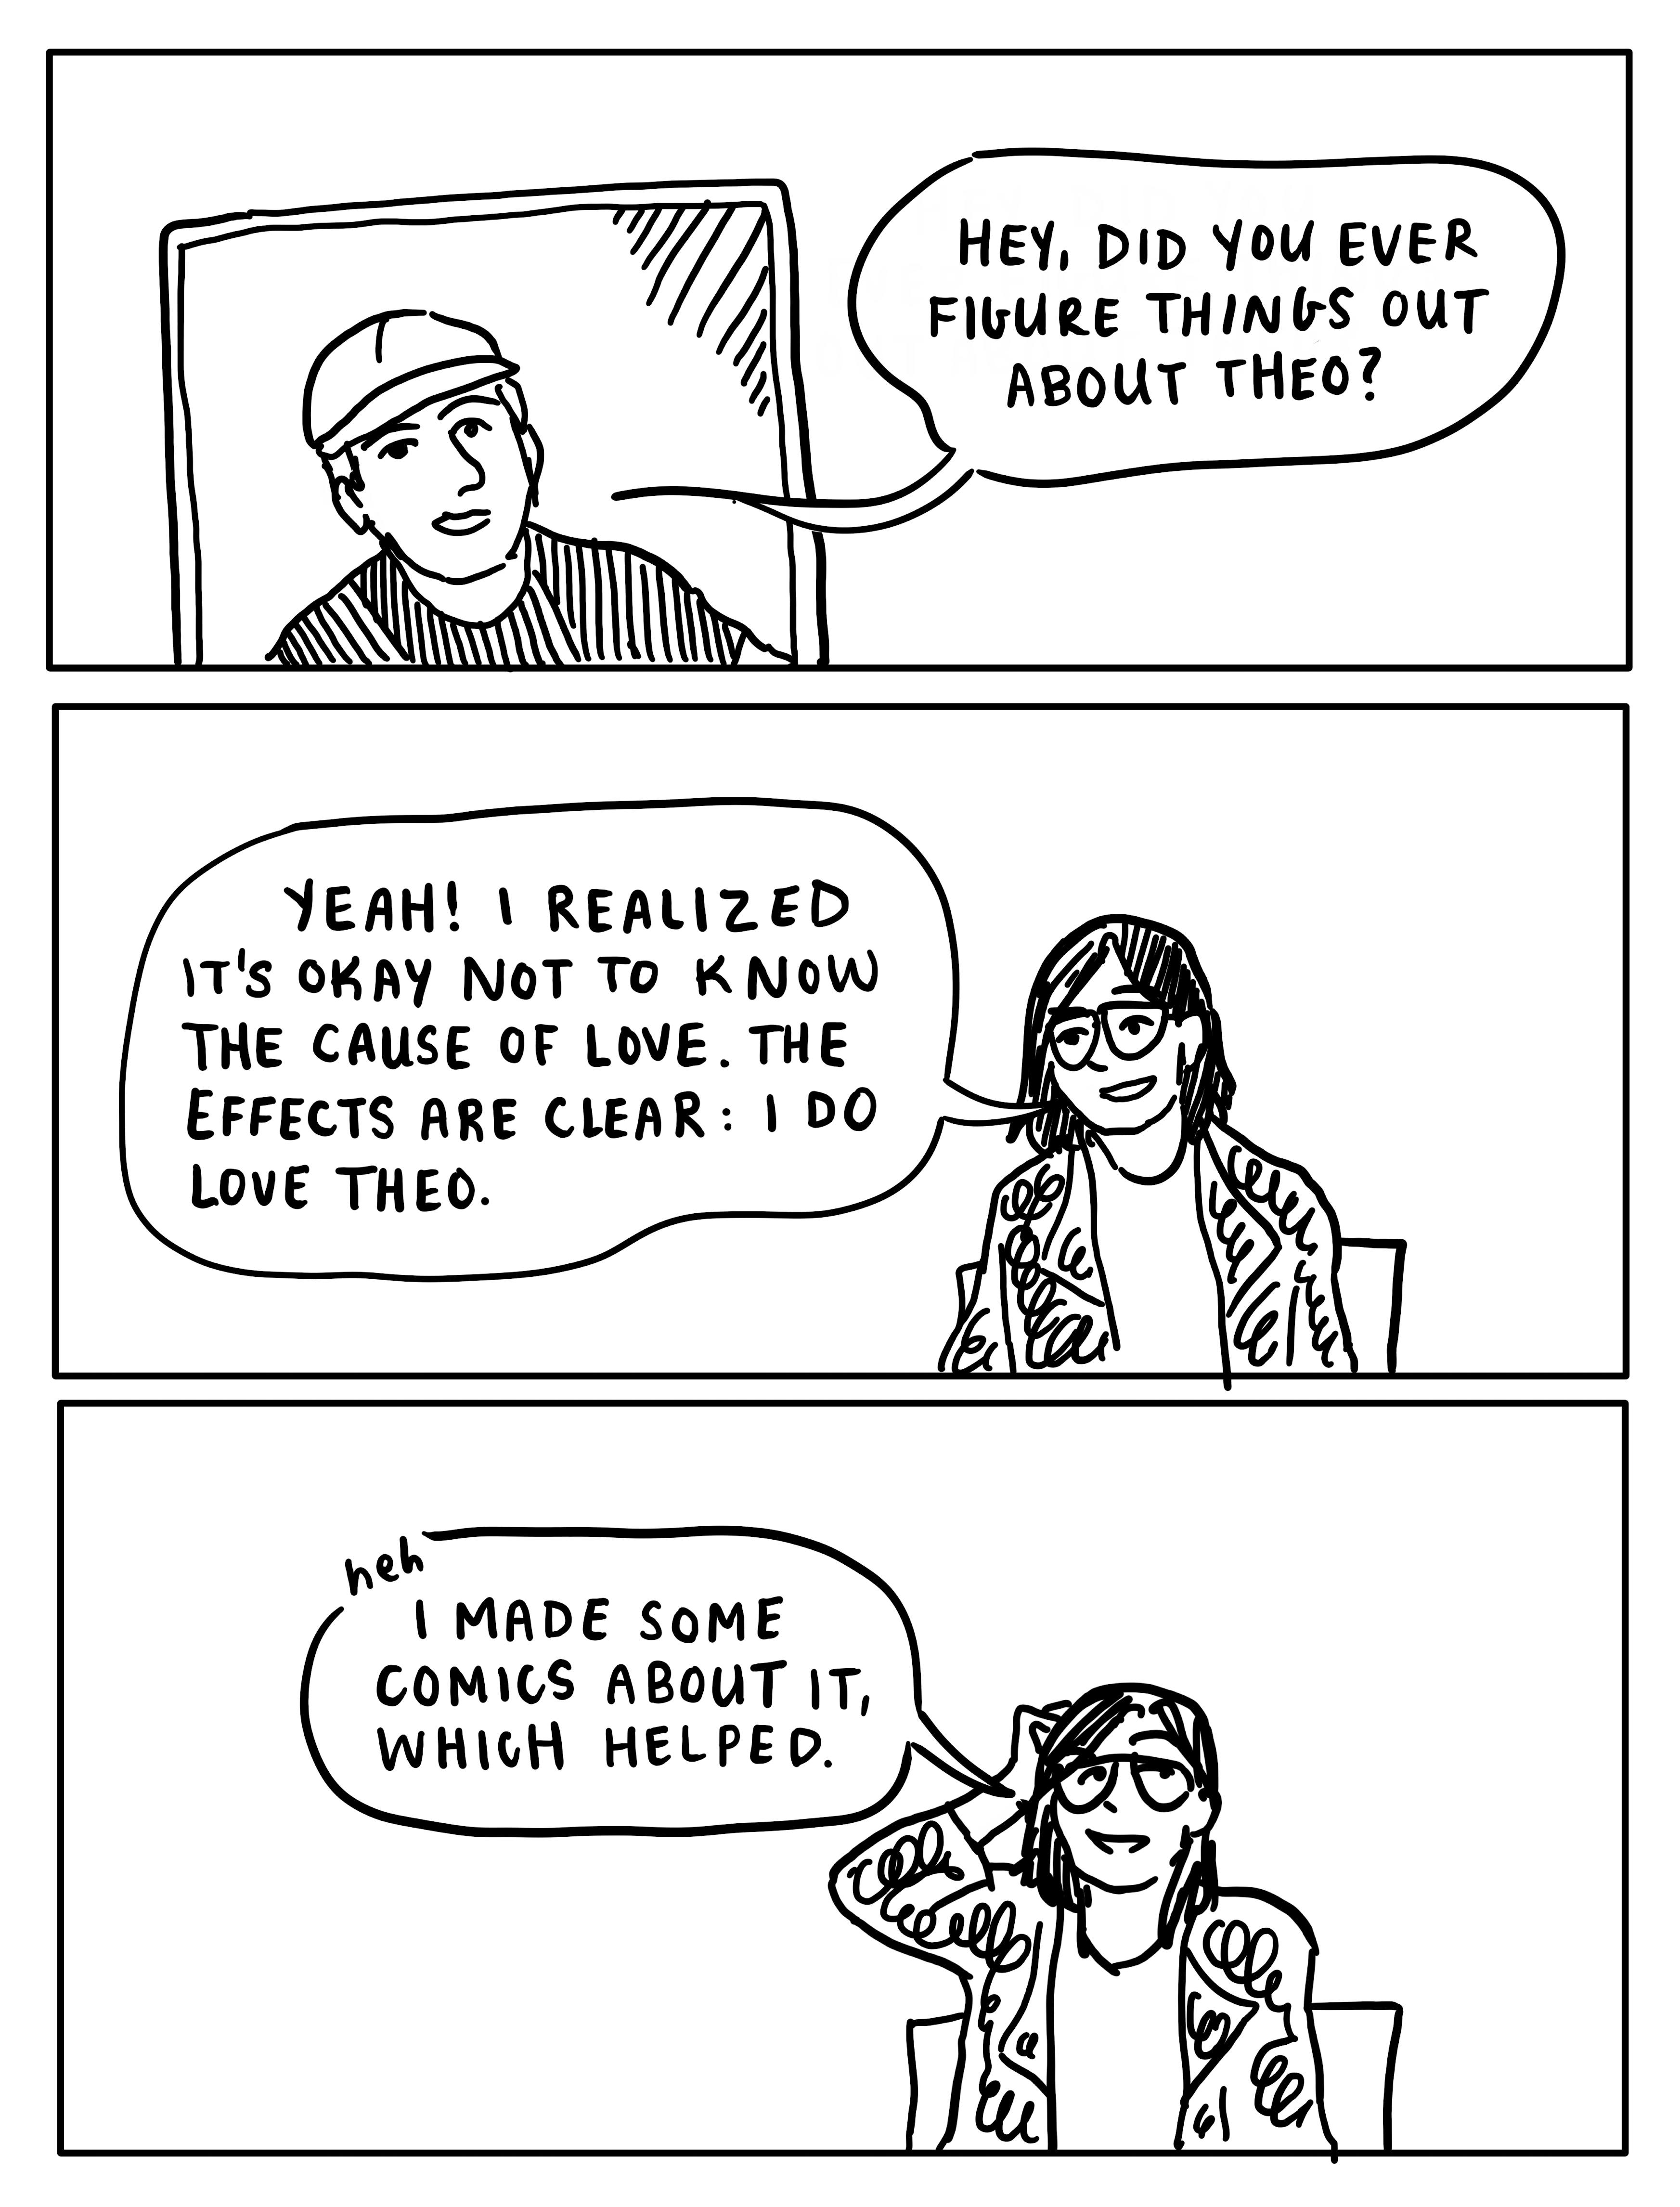 HEY, DID YOU EVER
FIGURE THINGS OUT
ABOUT THEO?
YEAH! I REALIZED
IT'S OKAY NOT TO KNOW
THE CAUSE OF LOVE. THE
EFFECTS ARE CLEAR: I DO
LOVE THEO.
heh
I MADE SOME
COMICS ABOUT IT,
WHICH HELPED.